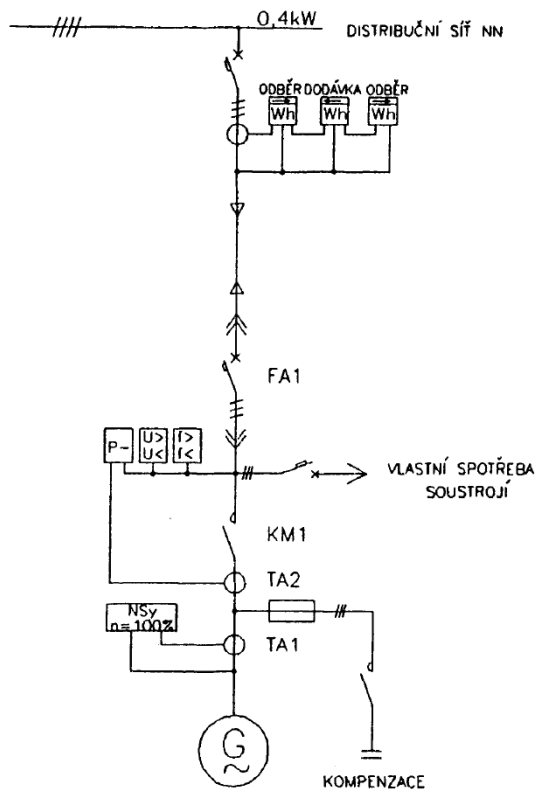 0,4kW
DISTRIBUČNÍ SÍŤ NN
ODBĚR DODÁVKA ODBĚR
Wh Wh Wh
FA1
P- U> f>
U< f<
VLASTNÍ SPOTŘEBA
SOUSTROJÍ
KM1
TA2
NSy
n=100%
TA1
G
~
KOMPENZACE